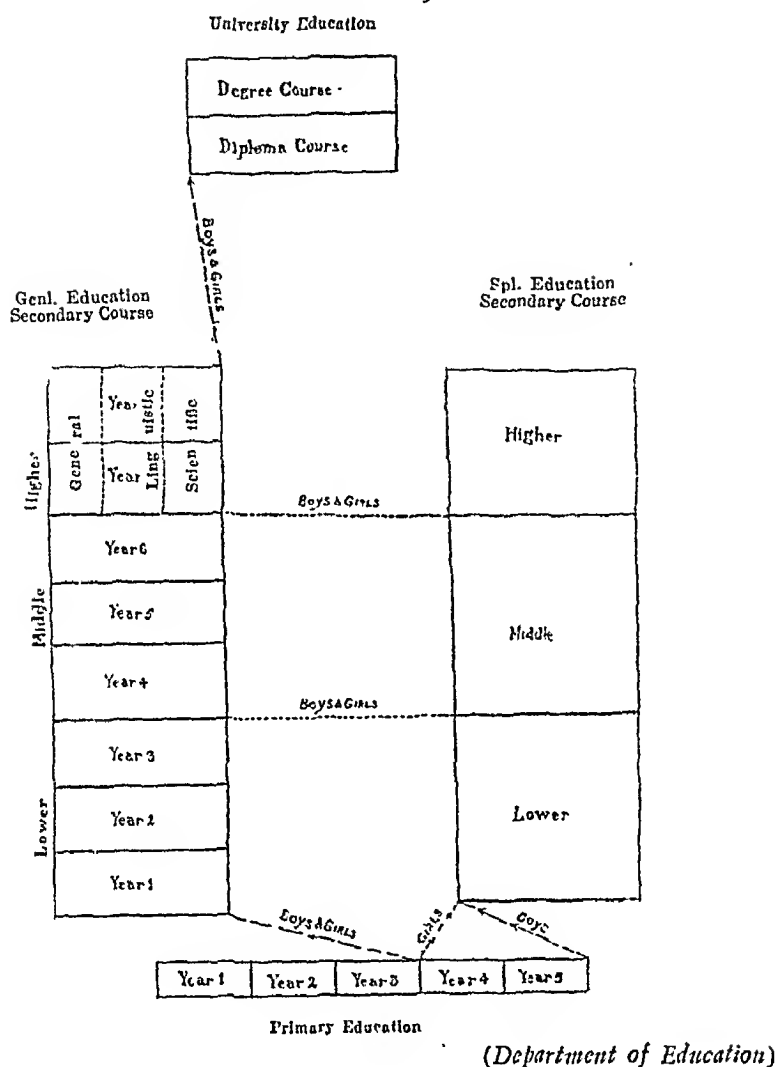 University Education
Degree Course
Diploma Course
Boys & Girls
Genl. Education
Secondary Course
Spl. Education
Secondary Course
Higher
General
Year
Year
Linguistic
Scientific
Higher
Boys & Girls
Middle
Year 6
Year 5
Middle
Year 4
Boys & Girls
Lower
Year 3
Year 2
Lower
Year 1
Boys & Girls
Girls
Boys
Year 1 Year 2 Year 3 Year 4 Year 5
Primary Education
(Department of Education)